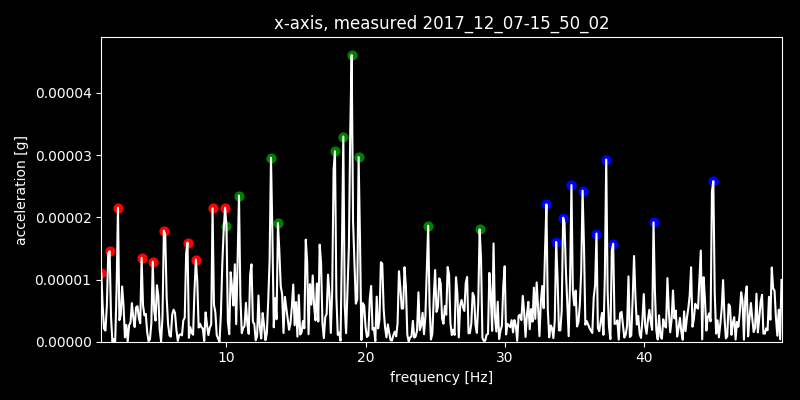 x-axis, measured 2017_12_07-15_50_02
acceleration [g]
0.00004
0.00003
0.00002
0.00001
0.00000
10 20 30 40
frequency [Hz]